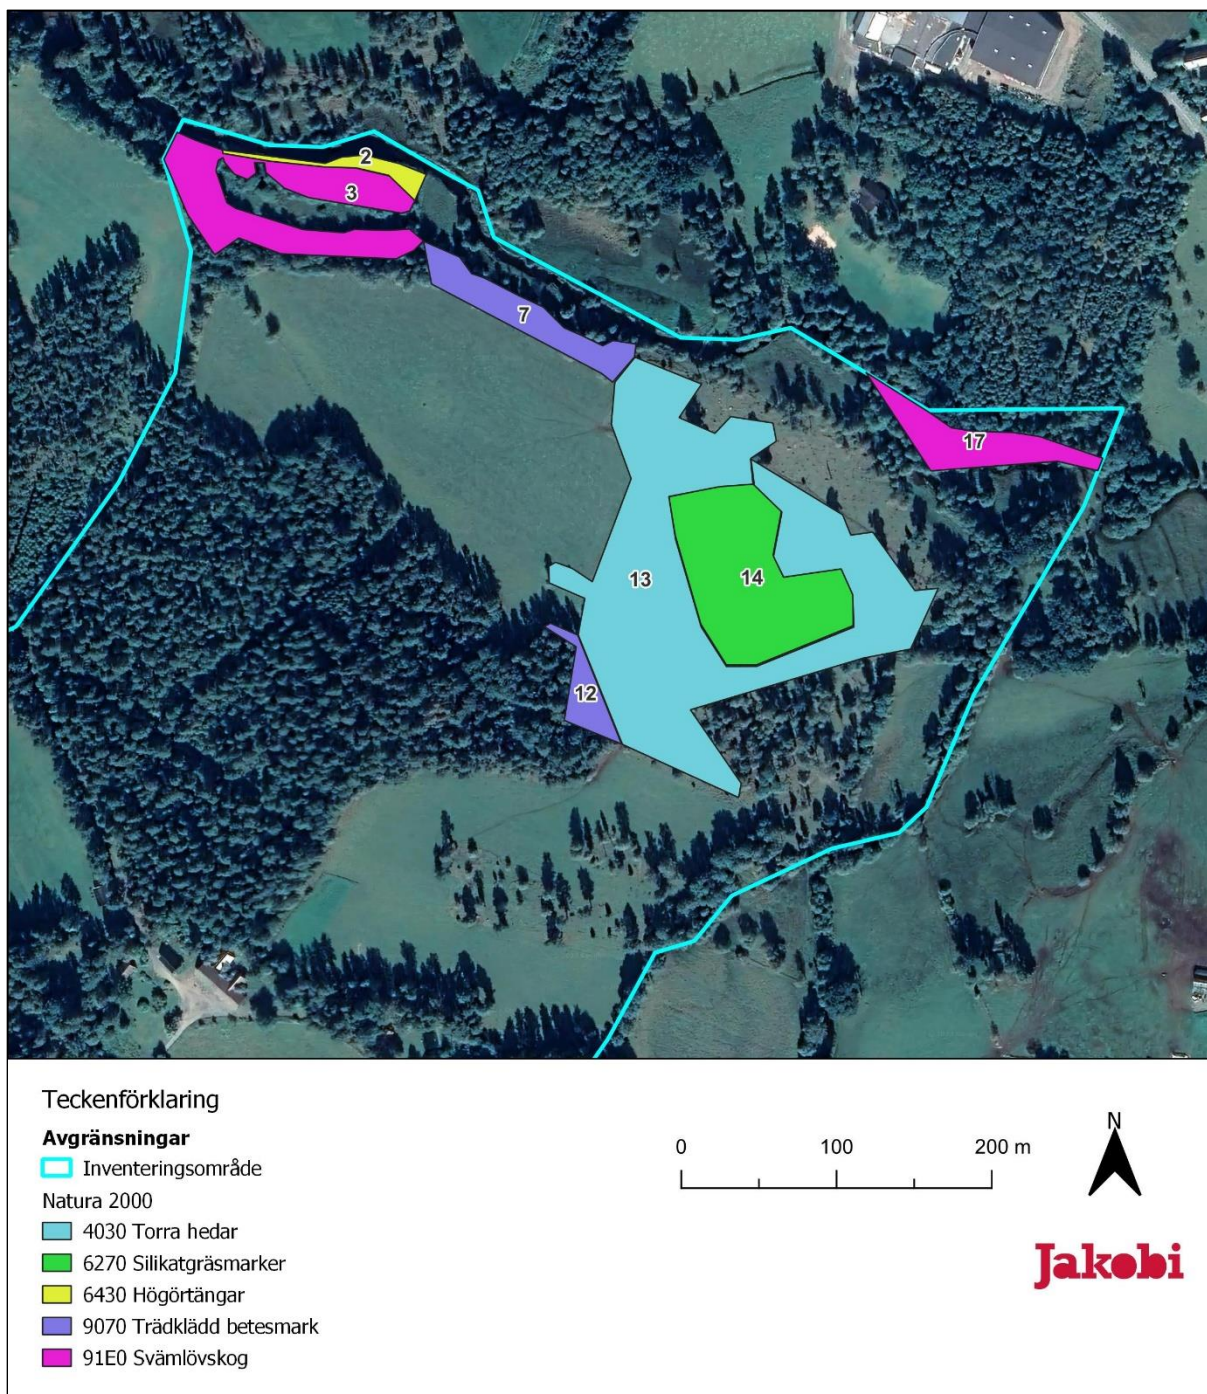 2
3
7
17
13
14
12
Teckenförklaring
Avgränsningar
Inventeringsområde
Natura 2000
4030 Torra hedar
6270 Silikatgräsmarker
6430 Högörtängar
9070 Trädklädd betesmark
91E0 Svämlövskog
0 100 200 m
N
Jakobi